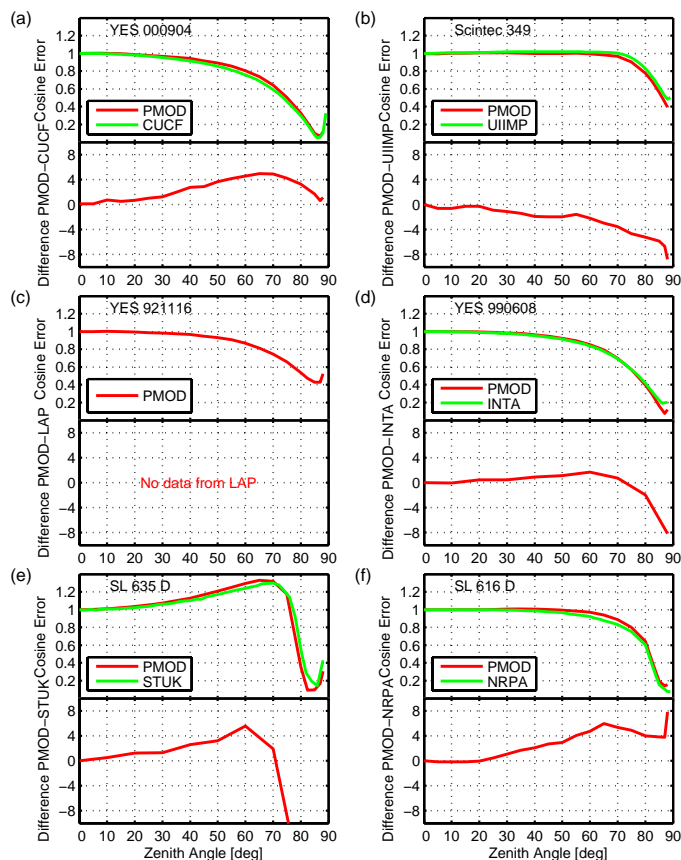 (a)
YES 000904
Cosine Error
1.2
1
0.8
0.6
0.4
0.2
PMOD
CUCF
Difference PMOD−CUCF
8
4
0
−4
−8
0 10 20 30 40 50 60 70 80 90
(b)
Scintec 349
Cosine Error
1.2
1
0.8
0.6
0.4
0.2
PMOD
UIIMP
Difference PMOD−UIIMP
8
4
0
−4
−8
0 10 20 30 40 50 60 70 80 90
(c)
YES 921116
Cosine Error
1.2
1
0.8
0.6
0.4
0.2
PMOD
Difference PMOD−LAP
8
4
0
−4
−8
No data from LAP
0 10 20 30 40 50 60 70 80 90
(d)
YES 990608
Cosine Error
1.2
1
0.8
0.6
0.4
0.2
PMOD
INTA
Difference PMOD−INTA
8
4
0
−4
−8
0 10 20 30 40 50 60 70 80 90
(e)
SL 635 D
Cosine Error
1.2
1
0.8
0.6
0.4
0.2
PMOD
STUK
Difference PMOD−STUK
8
4
0
−4
−8
0 10 20 30 40 50 60 70 80 90
Zenith Angle [deg]
(f)
SL 616 D
Cosine Error
1.2
1
0.8
0.6
0.4
0.2
PMOD
NRPA
Difference PMOD−NRPA
8
4
0
−4
−8
0 10 20 30 40 50 60 70 80 90
Zenith Angle [deg]